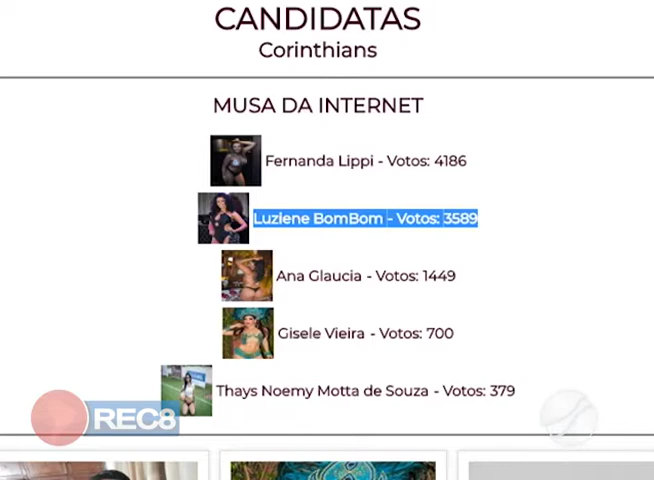 CANDIDATAS
Corinthians
MUSA DA INTERNET
Fernanda Lippi - Votos: 4186
Luziene BomBom - Votos: 3589
Ana Glaucia - Votos: 1449
Gisele Vieira - Votos: 700
Thays Noemy Motta de Souza - Votos: 379
REC8